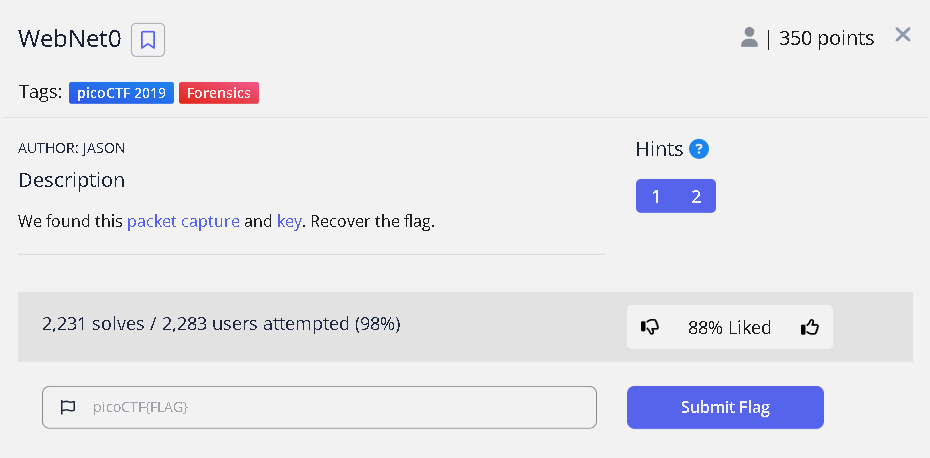 WebNet0
| 350 points
Tags: picoCTF 2019 Forensics
AUTHOR: JASON
Description
We found this packet capture and key. Recover the flag.
Hints ?
1 2
2,231 solves / 2,283 users attempted (98%)
88% Liked
picoCTF{FLAG}
Submit Flag